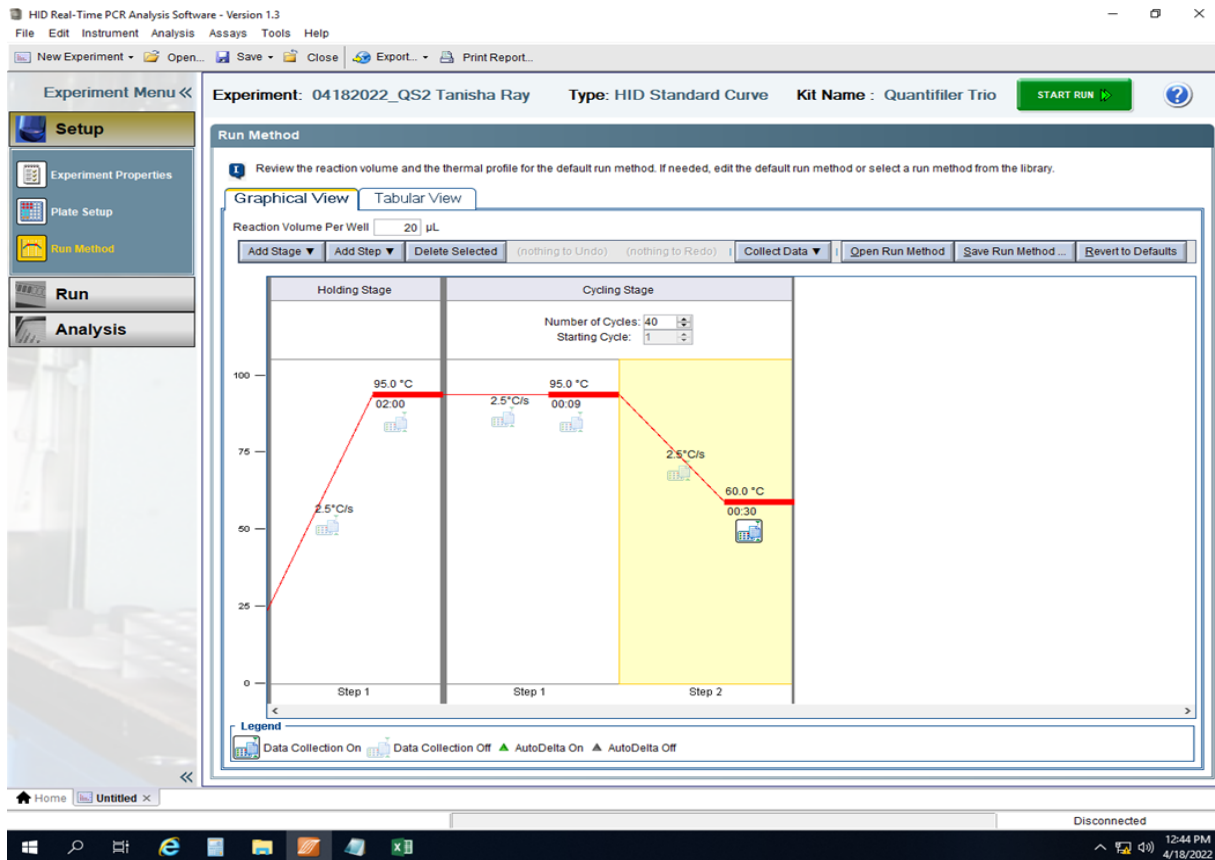 HID Real-Time PCR Analysis Software - Version 1.3
File Edit Instrument Analysis Assays Tools Help
New Experiment Open... Save Close Export... Print Report...
Experiment Menu «
Experiment: 04182022_QS2 Tanisha Ray Type: HID Standard Curve Kit Name : Quantifiler Trio START RUN
Setup
Experiment Properties
Plate Setup
Run Method
Run
Analysis
Run Method
Review the reaction volume and the thermal profile for the default run method. If needed, edit the default run method or select a run method from the library.
Graphical View Tabular View
Reaction Volume Per Well 20 µL
Add Stage ▼ Add Step ▼ Delete Selected (nothing to Undo) (nothing to Redo) Collect Data ▼ Open Run Method Save Run Method ... Revert to Defaults
Holding Stage Cycling Stage
Number of Cycles: 40
Starting Cycle: 1
100
95.0 °C 95.0 °C
02:00 2.5°C/s 00:09
75
2.5°C/s
60.0 °C
2.5°C/s 00:30
50
25
0
Step 1 Step 1 Step 2
Legend
Data Collection On Data Collection Off ▲ AutoDelta On ▲ AutoDelta Off
«
Home Untitled ×
Disconnected
12:44 PM
4/18/2022